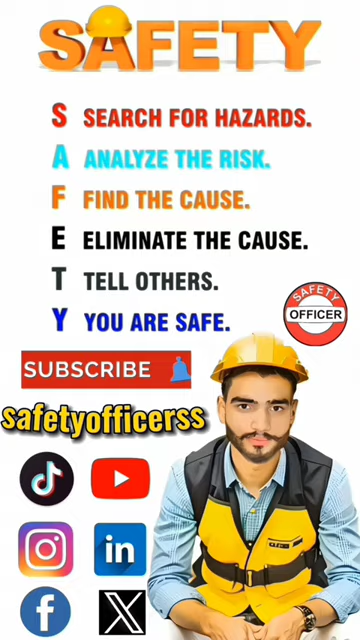 SAFETY
S SEARCH FOR HAZARDS.
A ANALYZE THE RISK.
F FIND THE CAUSE.
E ELIMINATE THE CAUSE.
T TELL OTHERS.
Y YOU ARE SAFE.
SAFETY
OFFICER
SUBSCRIBE
safetyofficerss
in
f
X